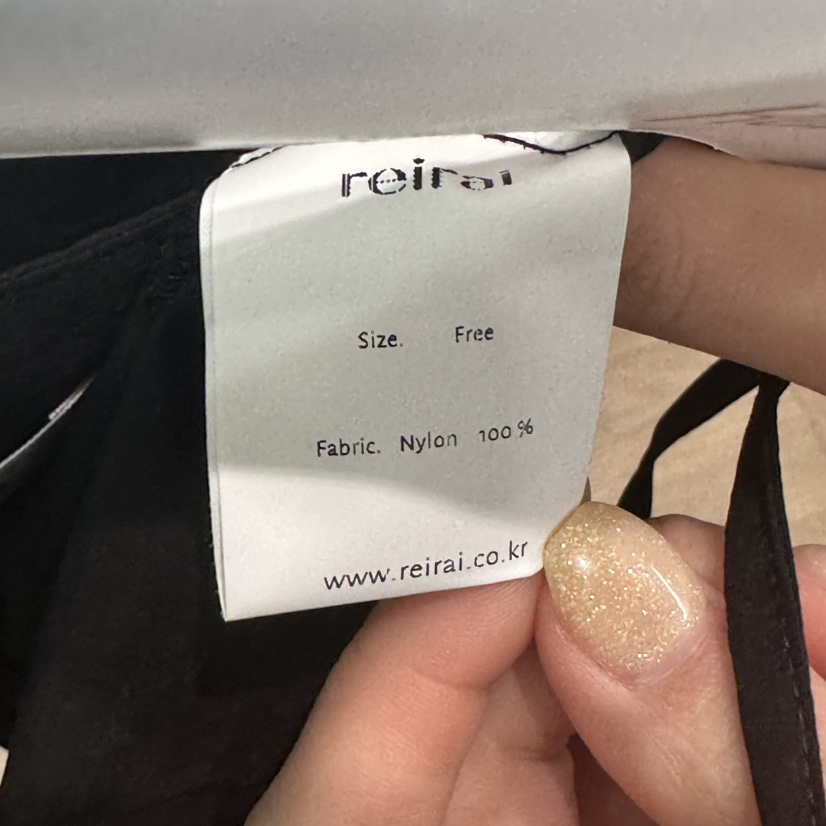 reirai
Size. Free
Fabric. Nylon 100%
www.reirai.co.kr